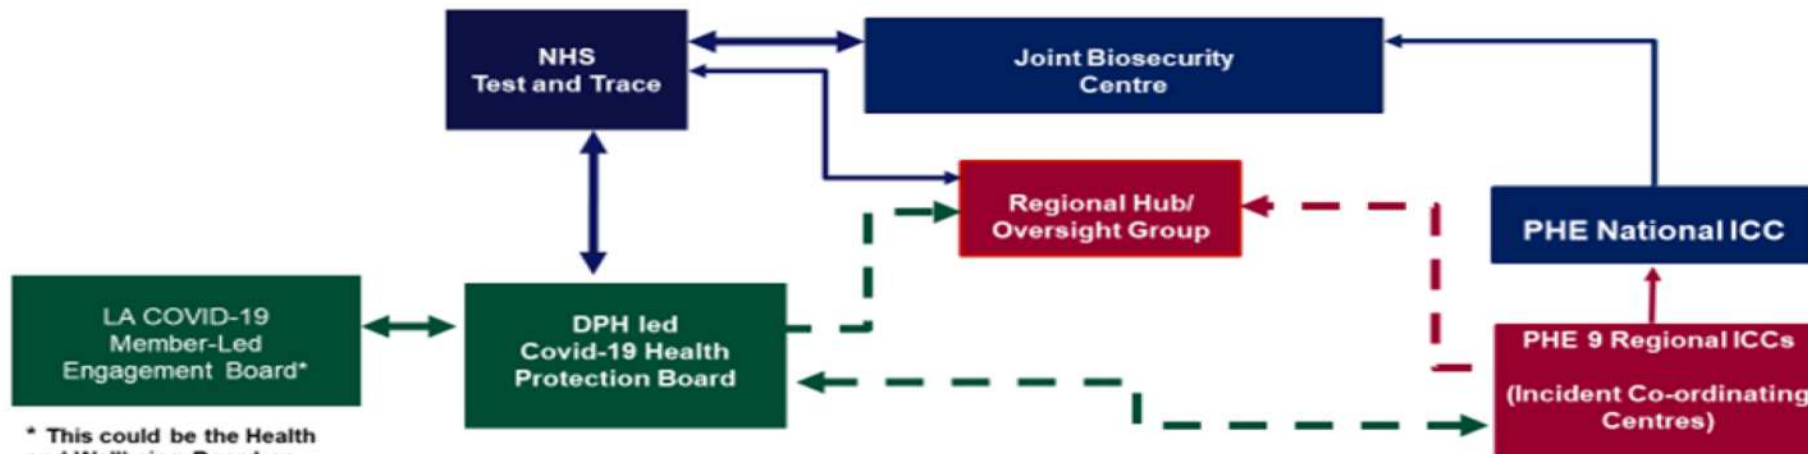 NHS
Test and Trace
Joint Biosecurity
Centre
Regional Hub/
Oversight Group
PHE National ICC
LA COVID-19
Member-Led
Engagement Board*
DPH led
Covid-19 Health
Protection Board
PHE 9 Regional ICCs
(Incident Co-ordinating
Centres)
* This could be the Health